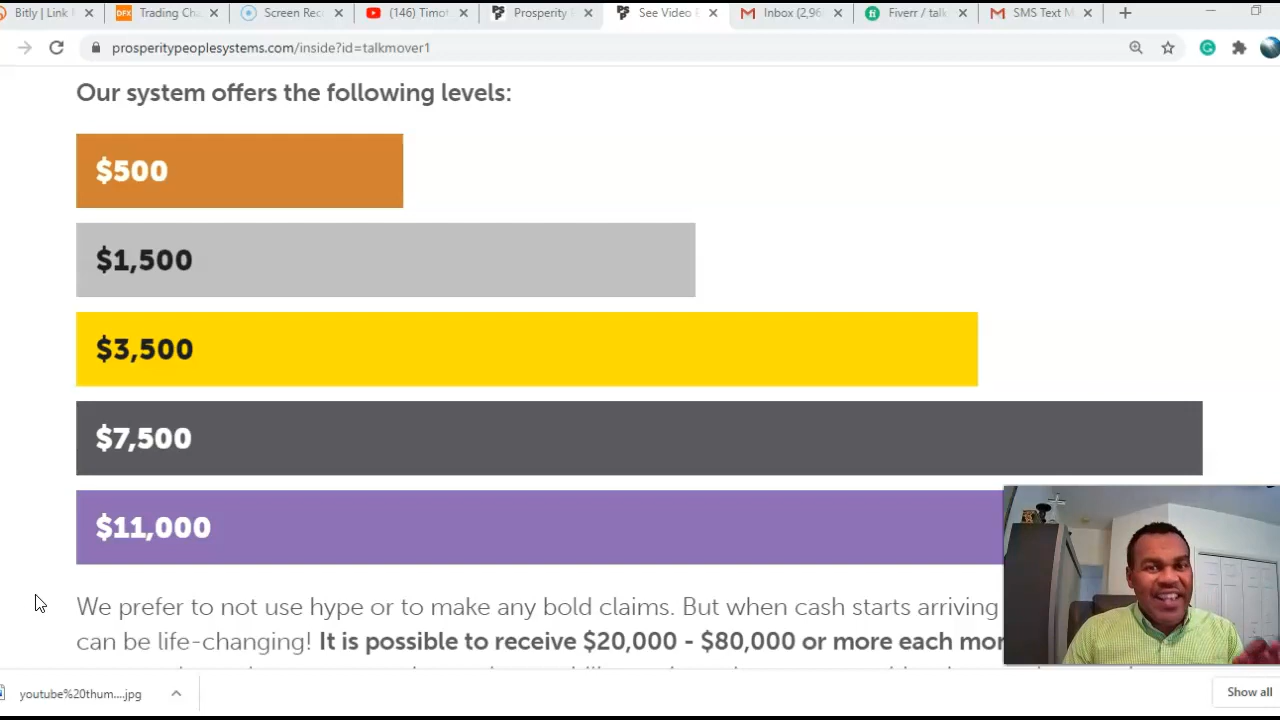 Bitly | Link
Trading Ch
Screen Rec
(146) Timot
Prosperity
See Video
Inbox (2,96
Fiverr / talk
SMS Text M
prosperitypeoplesystems.com/inside?id=talkmover1
Our system offers the following levels:
$500
$1,500
$3,500
$7,500
$11,000
We prefer to not use hype or to make any bold claims. But when cash starts arriving
can be life-changing! It is possible to receive $20,000 - $80,000 or more each mon
youtube%20thum....jpg
Show all